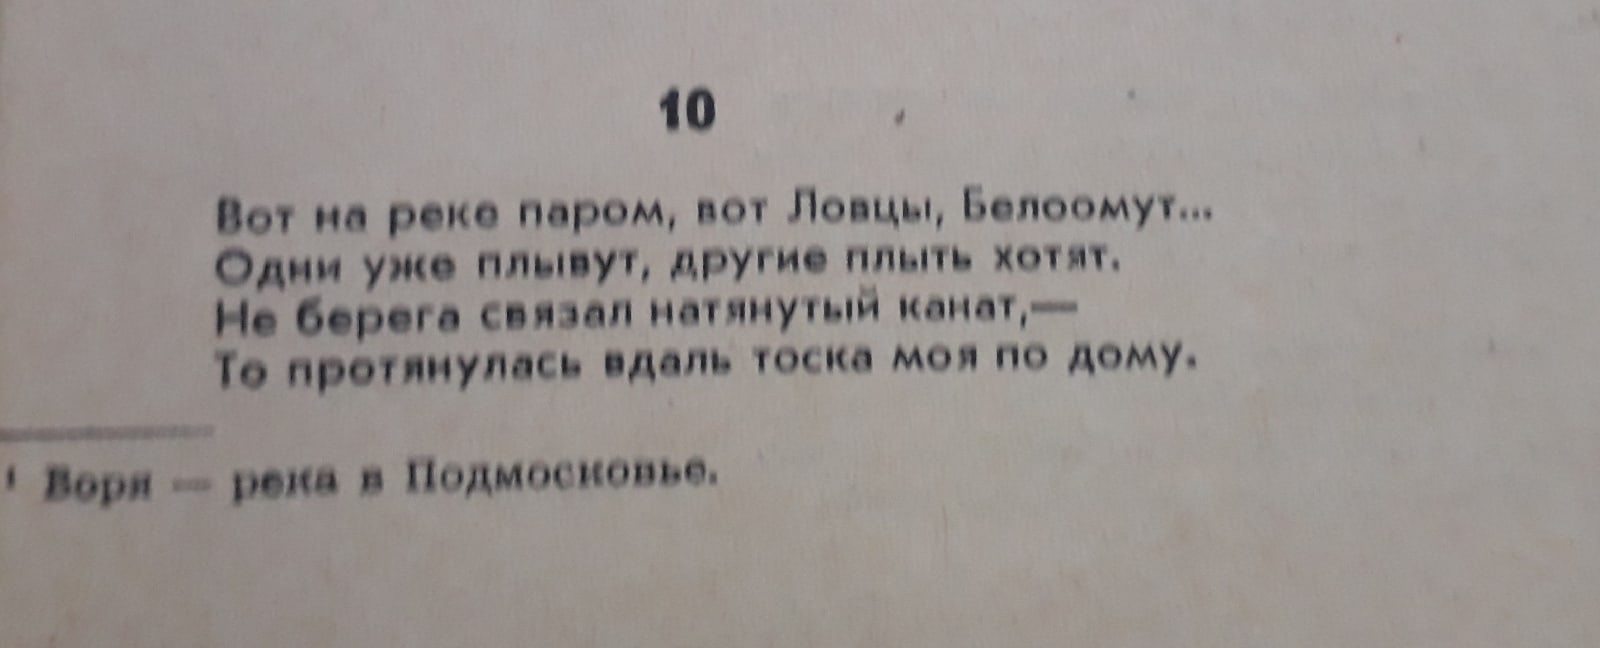 10
Вот на реке паром, вот Ловцы, Белоомут...
Одни уже плывут, другие плыть хотят.
Не берега связал натянутый канат,—
То протянулась вдаль тоска моя по дому.
¹ Воря — река в Подмосковье.